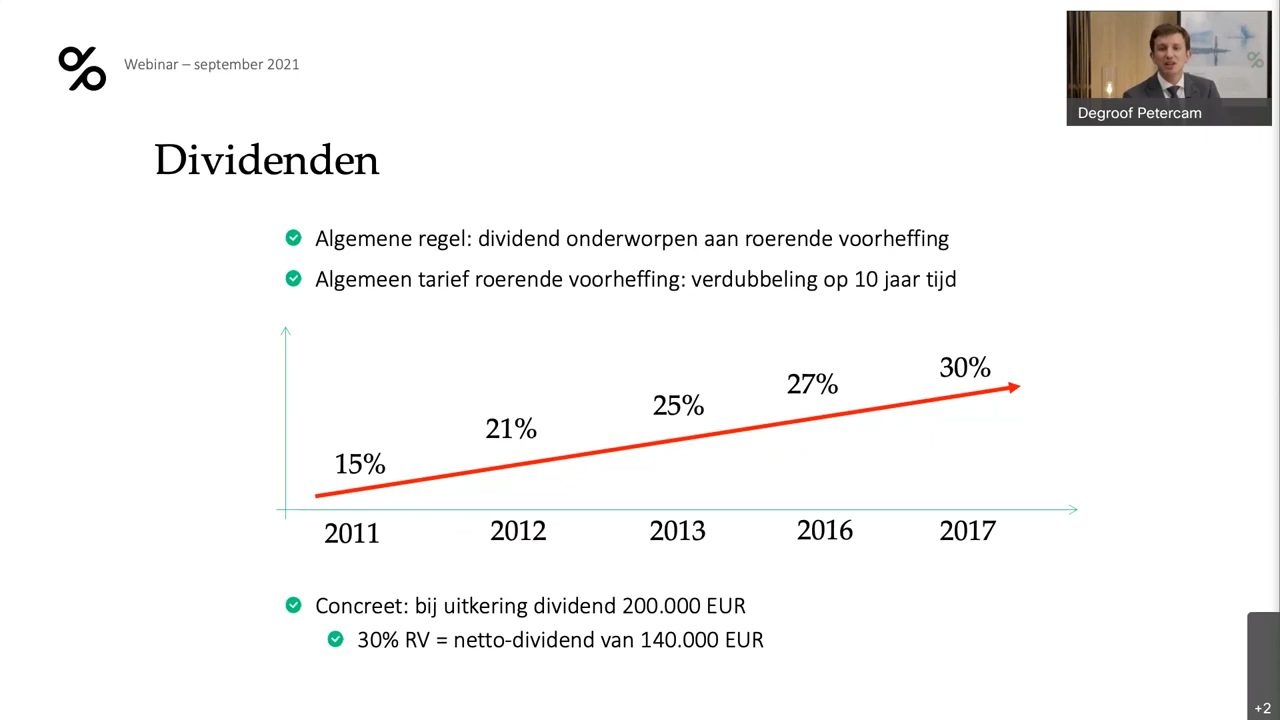 Webinar – september 2021
Degroof Petercam
Dividenden
Algemene regel: dividend onderworpen aan roerende voorheffing
Algemeen tarief roerende voorheffing: verdubbeling op 10 jaar tijd
15% 21% 25% 27% 30%
2011 2012 2013 2016 2017
Concreet: bij uitkering dividend 200.000 EUR
30% RV = netto-dividend van 140.000 EUR
+2